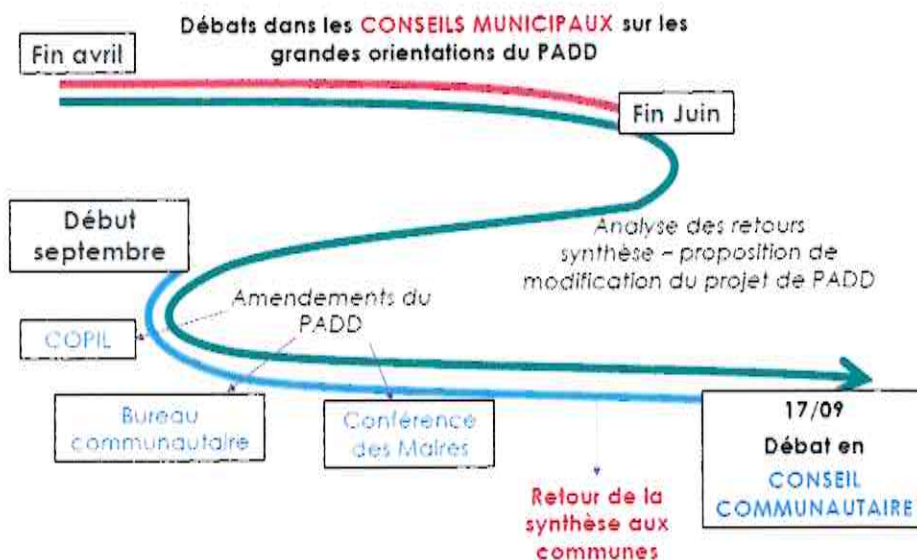 Débats dans les CONSEILS MUNICIPAUX sur les
grandes orientations du PADD
Fin avril
Fin Juin
Analyse des retours
synthèse – proposition de
modification du projet de PADD
Début
septembre
Amendements du
PADD
COPIL
Bureau
communautaire
Conférence
des Maires
Retour de la
synthèse aux
communes
17/09
Débat en
CONSEIL
COMMUNAUTAIRE